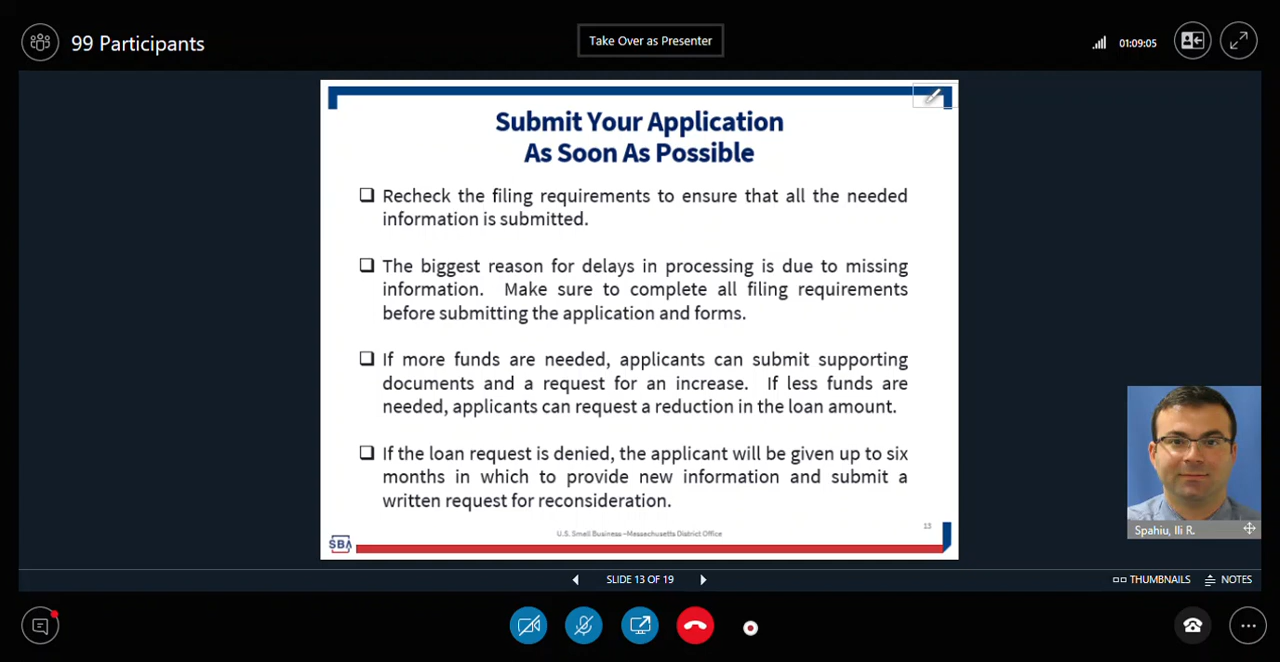 99 Participants
Take Over as Presenter
01:09:05
Submit Your Application
As Soon As Possible
Recheck the filing requirements to ensure that all the needed
information is submitted.
The biggest reason for delays in processing is due to missing
information. Make sure to complete all filing requirements
before submitting the application and forms.
If more funds are needed, applicants can submit supporting
documents and a request for an increase. If less funds are
needed, applicants can request a reduction in the loan amount.
If the loan request is denied, the applicant will be given up to six
months in which to provide new information and submit a
written request for reconsideration.
U.S. Small Business –Massachusetts District Office
13
SBA
Spahiu, Ili R.
SLIDE 13 OF 19
THUMBNAILS
NOTES